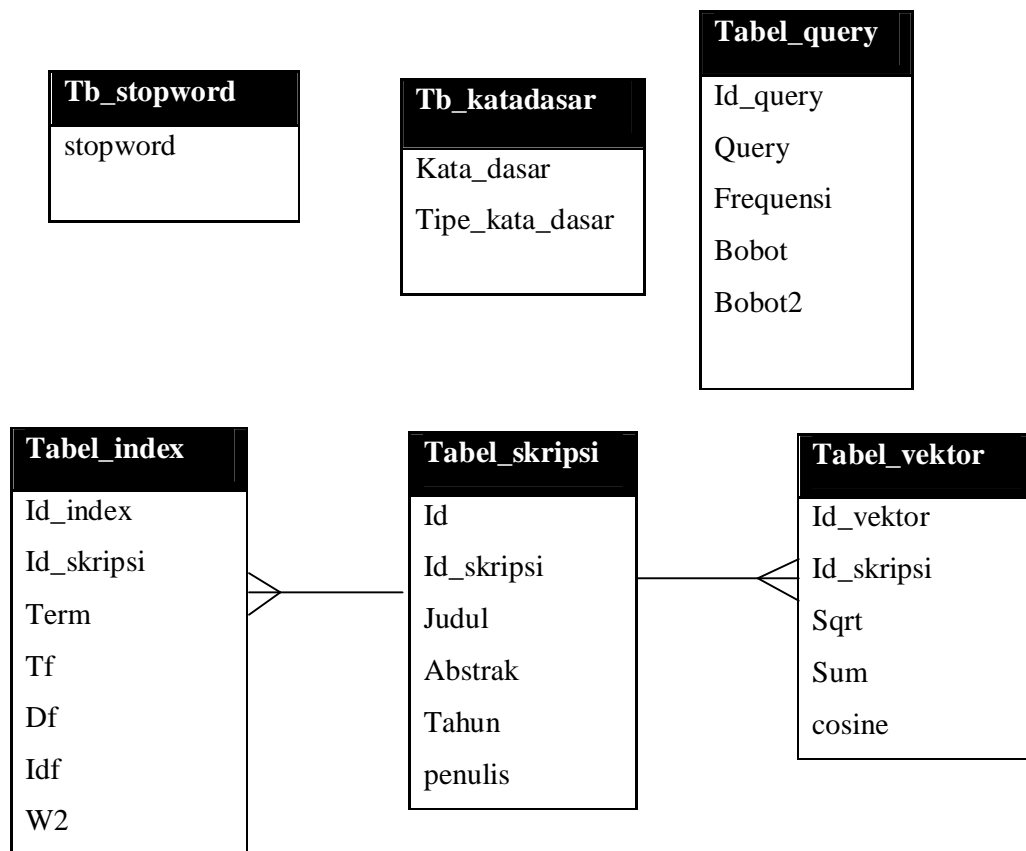 Tb_stopword
stopword
Tb_katadasar
Kata_dasar
Tipe_kata_dasar
Tabel_query
Id_query
Query
Frequensi
Bobot
Bobot2
Tabel_index
Id_index
Id_skripsi
Term
Tf
Df
Idf
W2
Tabel_skripsi
Id
Id_skripsi
Judul
Abstrak
Tahun
penulis
Tabel_vektor
Id_vektor
Id_skripsi
Sqrt
Sum
cosine